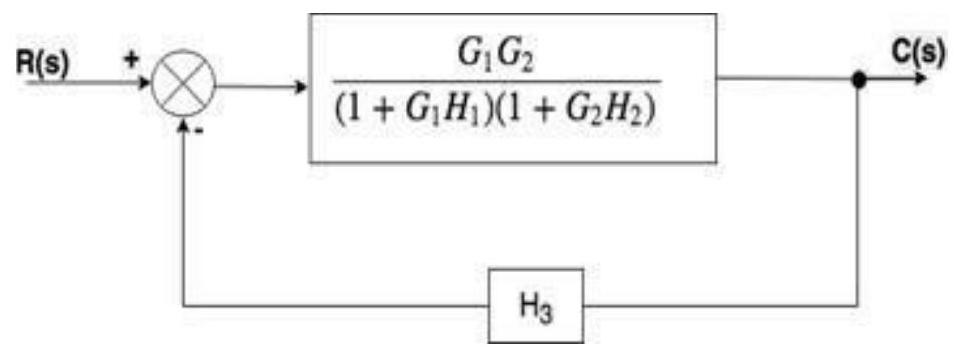 R(s)
+
G₁G₂
(1 + G₁H₁)(1 + G₂H₂)
C(s)
-
H₃